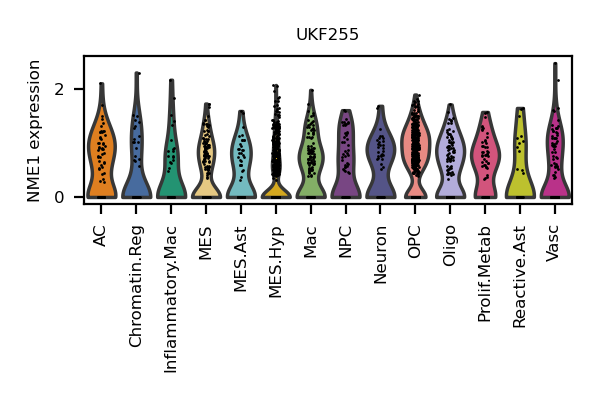 UKF255
NME1 expression
2
0
AC
Chromatin.Reg
Inflammatory.Mac
MES
MES.Ast
MES.Hyp
Mac
NPC
Neuron
OPC
Oligo
Prolif.Metab
Reactive.Ast
Vasc